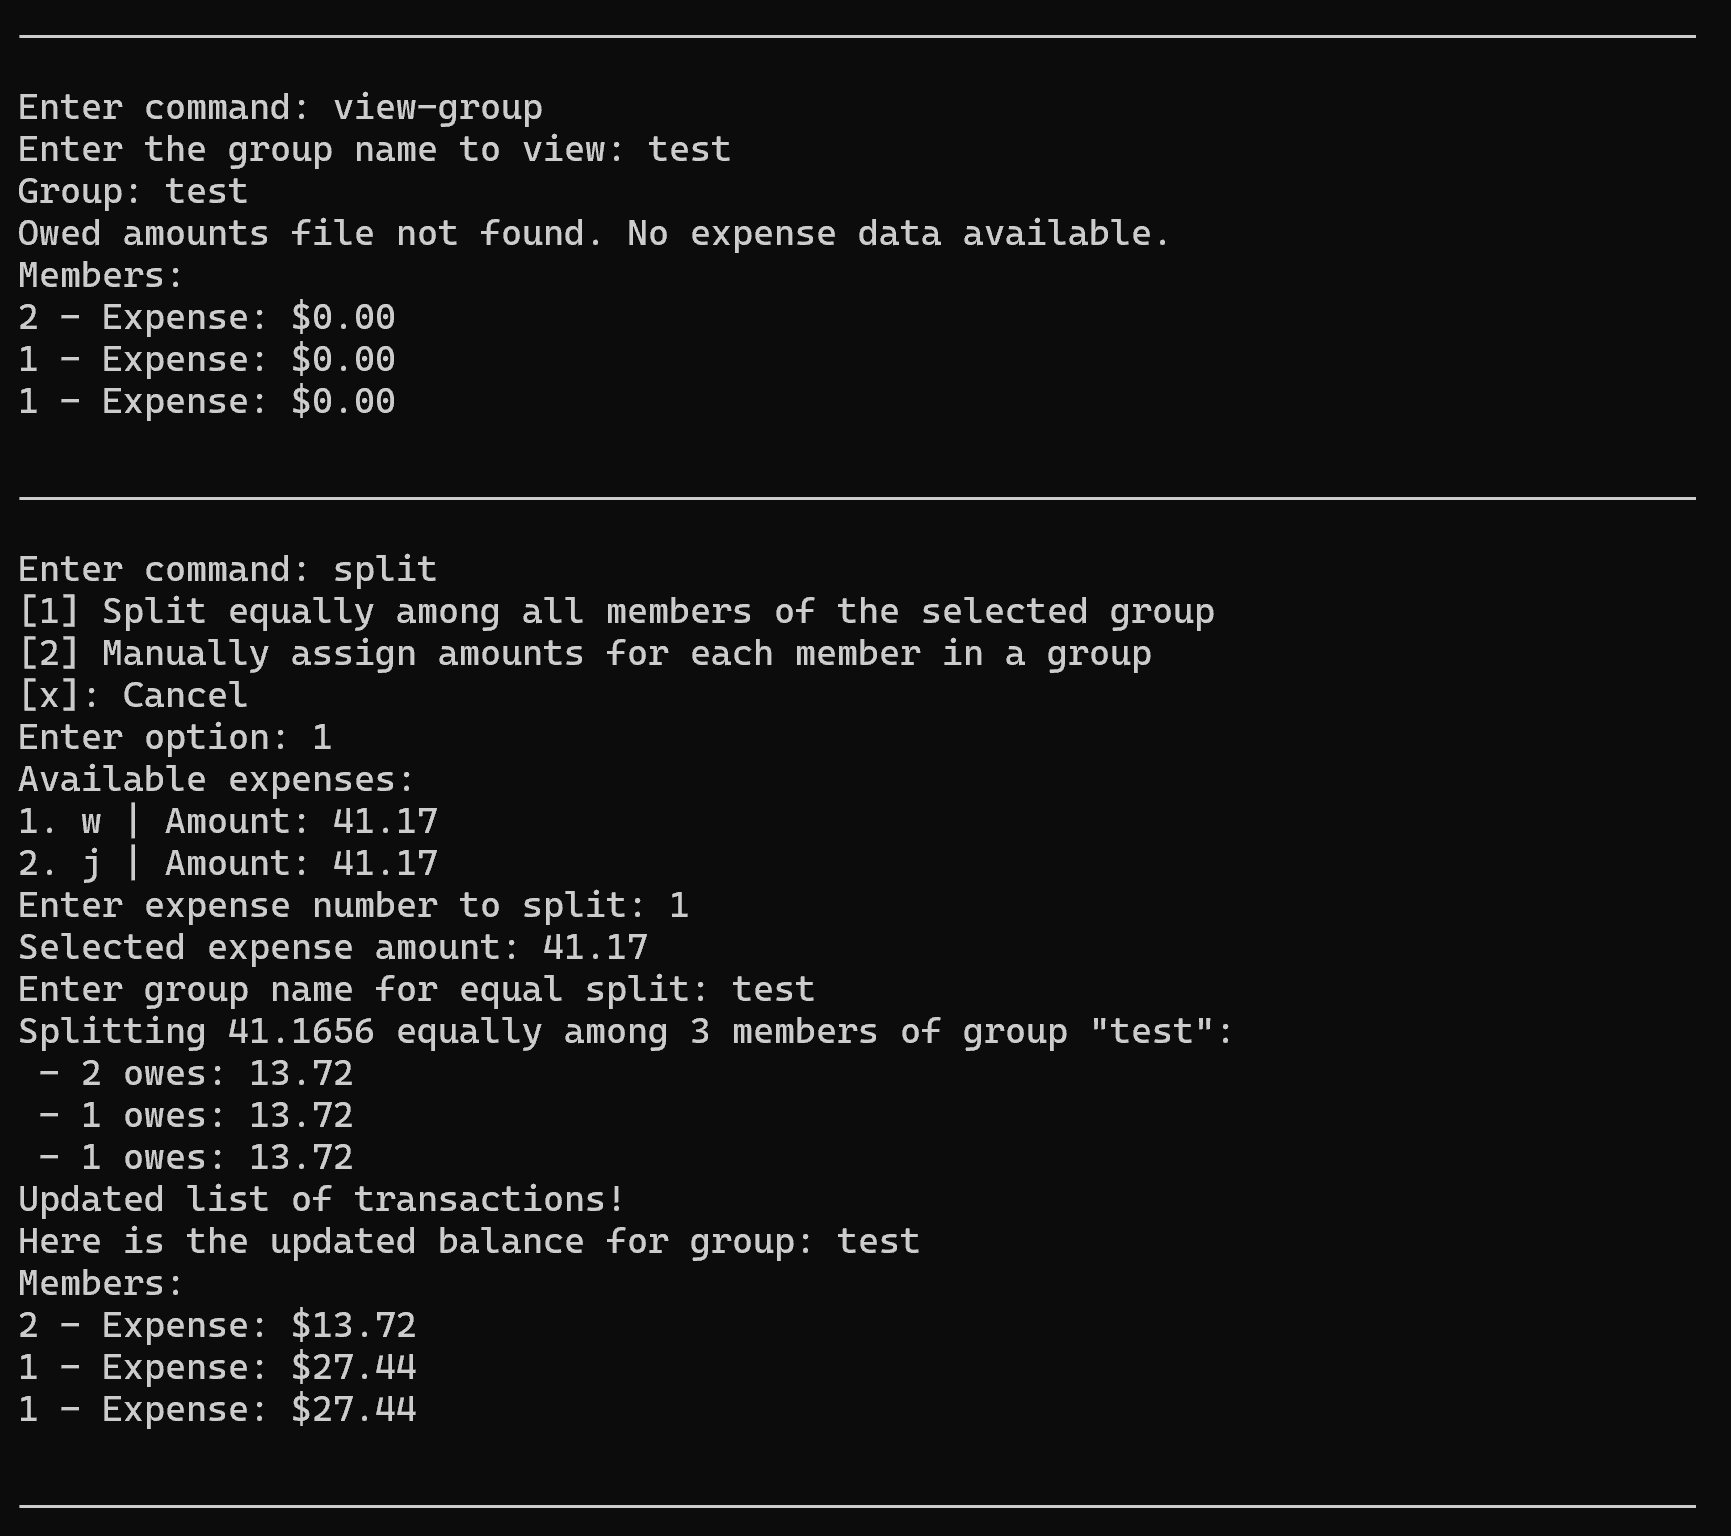 Enter command: view-group
Enter the group name to view: test
Group: test
Owed amounts file not found. No expense data available.
Members:
2 - Expense: $0.00
1 - Expense: $0.00
1 - Expense: $0.00
Enter command: split
[1] Split equally among all members of the selected group
[2] Manually assign amounts for each member in a group
[x]: Cancel
Enter option: 1
Available expenses:
1. w | Amount: 41.17
2. j | Amount: 41.17
Enter expense number to split: 1
Selected expense amount: 41.17
Enter group name for equal split: test
Splitting 41.1656 equally among 3 members of group "test":
 - 2 owes: 13.72
 - 1 owes: 13.72
 - 1 owes: 13.72
Updated list of transactions!
Here is the updated balance for group: test
Members:
2 - Expense: $13.72
1 - Expense: $27.44
1 - Expense: $27.44